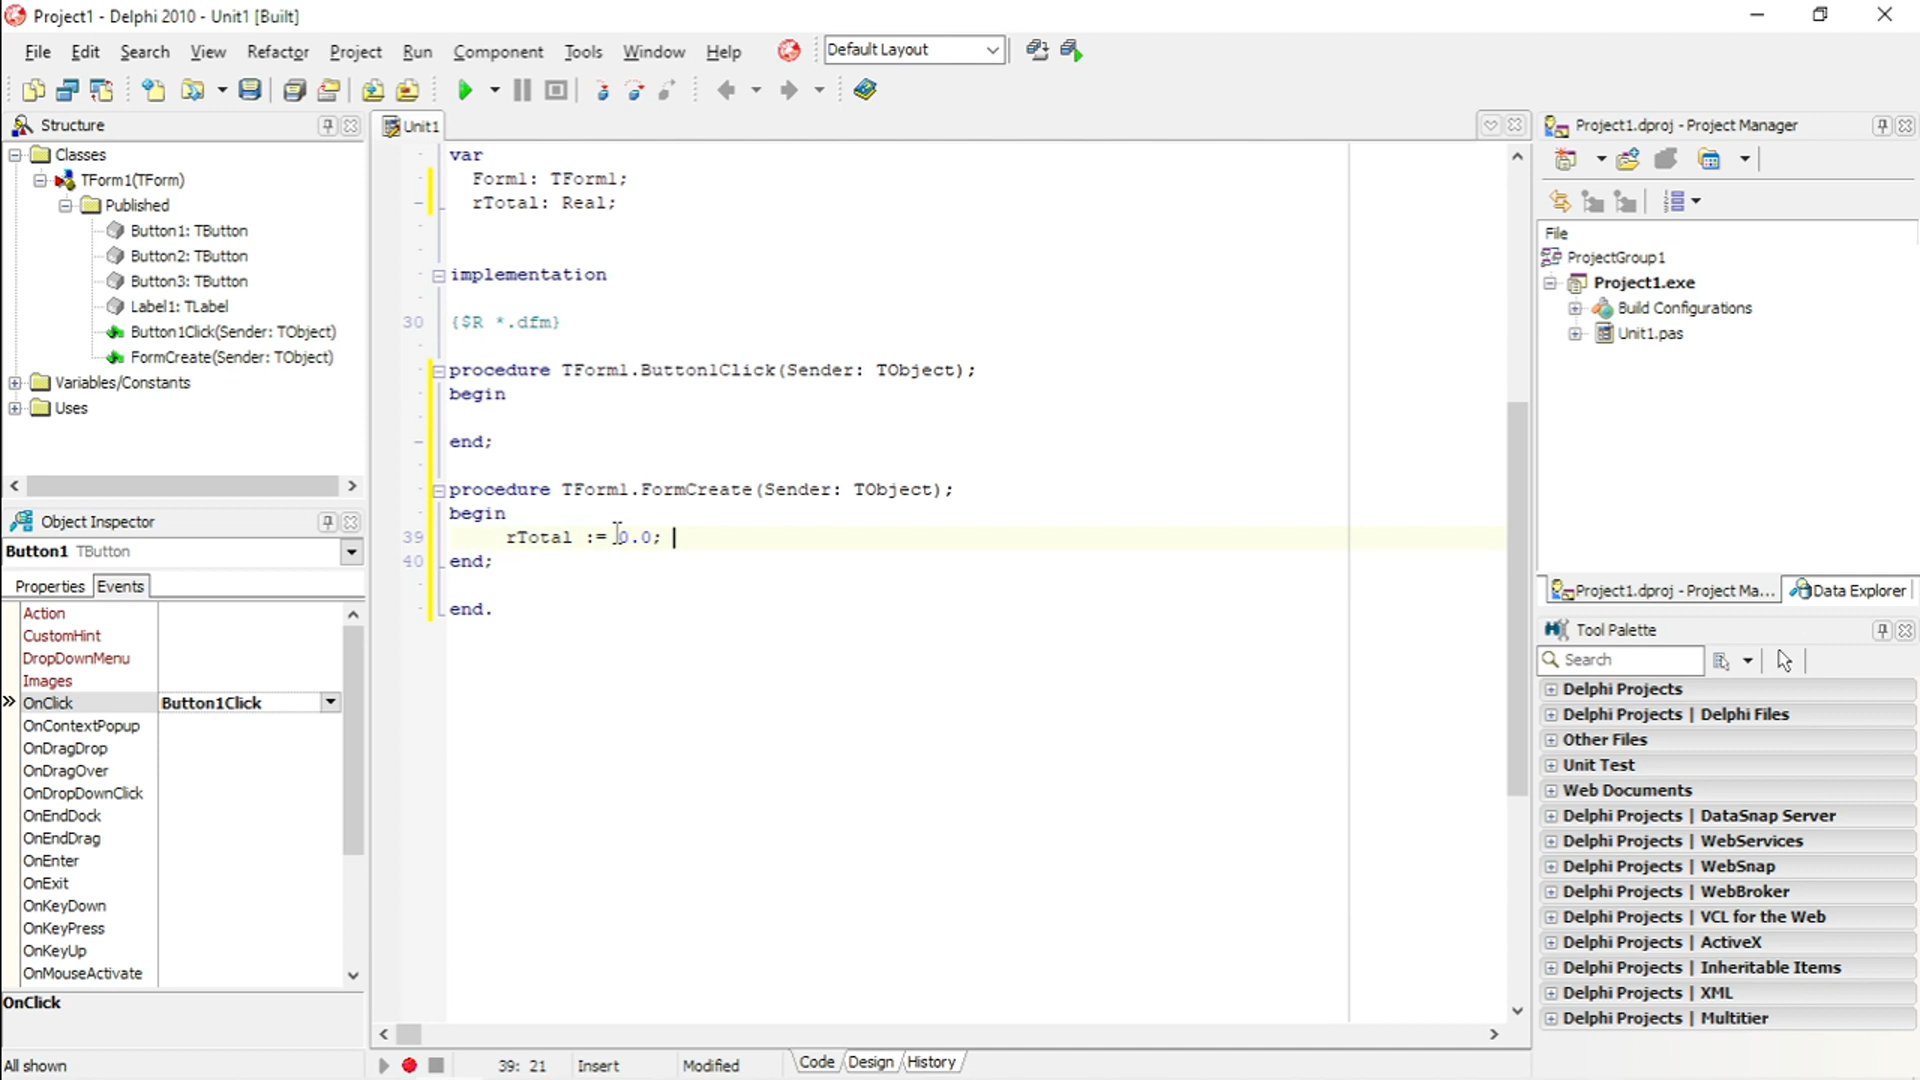 Project1 - Delphi 2010 - Unit1 [Built]
File Edit Search View Refactor Project Run Component Tools Window Help Default Layout
Structure
Classes
TForm1(TForm)
Published
Button1: TButton
Button2: TButton
Button3: TButton
Label1: TLabel
Button1Click(Sender: TObject)
FormCreate(Sender: TObject)
Variables/Constants
Uses
Object Inspector
Button1 TButton
Properties Events
Action
CustomHint
DropDownMenu
Images
OnClick Button1Click
OnContextPopup
OnDragDrop
OnDragOver
OnDropDownClick
OnEndDock
OnEndDrag
OnEnter
OnExit
OnKeyDown
OnKeyPress
OnKeyUp
OnMouseActivate
OnClick
All shown
Unit1
var
Form1: TForm1;
rTotal: Real;
implementation
30 {$R *.dfm}
procedure TForm1.Button1Click(Sender: TObject);
begin
end;
procedure TForm1.FormCreate(Sender: TObject);
begin
39 rTotal := 0.0;
40 end;
end.
39: 21 Insert Modified Code Design History
Project1.dproj - Project Manager
File
ProjectGroup1
Project1.exe
Build Configurations
Unit1.pas
Project1.dproj - Project Ma... Data Explorer
Tool Palette
Search
Delphi Projects
Delphi Projects | Delphi Files
Other Files
Unit Test
Web Documents
Delphi Projects | DataSnap Server
Delphi Projects | WebServices
Delphi Projects | WebSnap
Delphi Projects | WebBroker
Delphi Projects | VCL for the Web
Delphi Projects | ActiveX
Delphi Projects | Inheritable Items
Delphi Projects | XML
Delphi Projects | Multitier